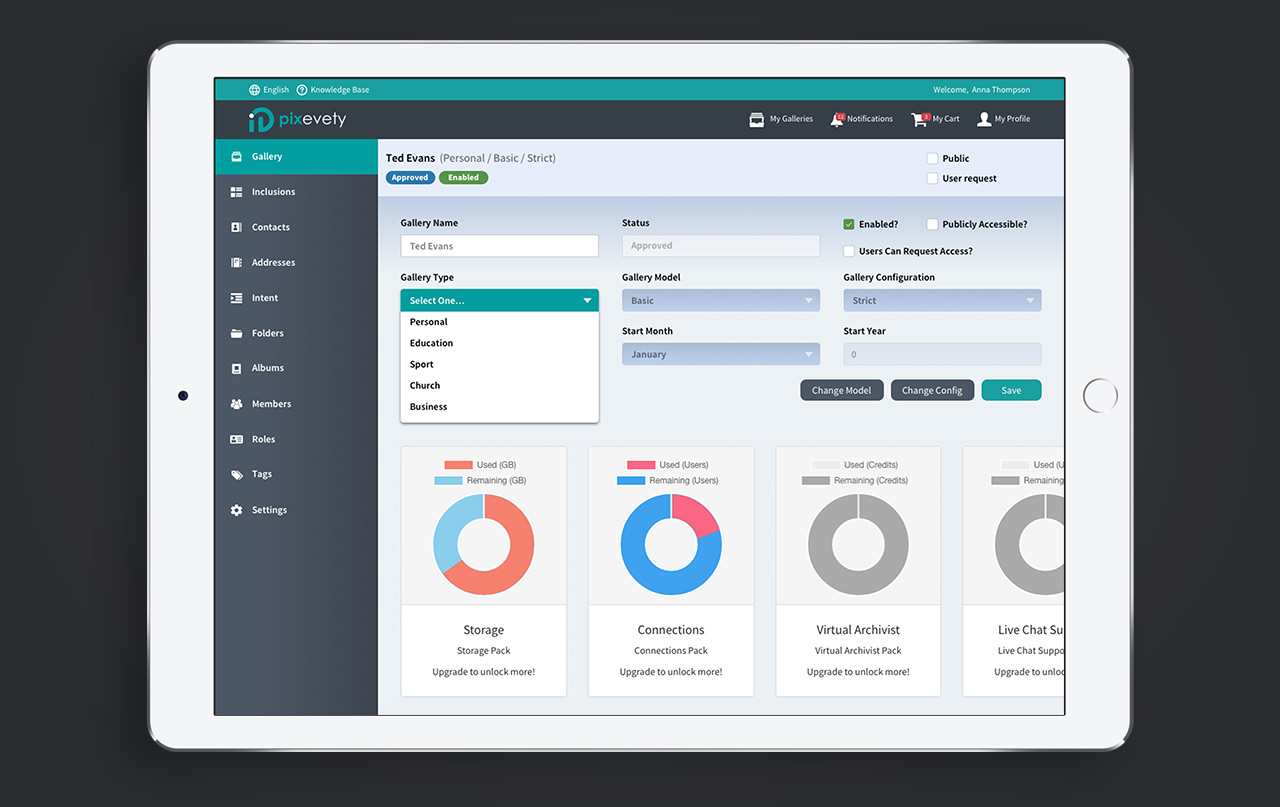 English Knowledge Base Welcome, Anna Thompson
pixevety My Galleries 12 Notifications 3 My Cart My Profile
Gallery
Inclusions
Contacts
Addresses
Intent
Folders
Albums
Members
Roles
Tags
Settings
Ted Evans (Personal / Basic / Strict)
Approved Enabled
Public
User request
Gallery Name Status Enabled? Publicly Accessible?
Ted Evans Approved
Users Can Request Access?
Gallery Type Gallery Model Gallery Configuration
Select One... Basic Strict
Personal
Education
Sport
Church
Business
Start Month Start Year
January 0
Change Model Change Config Save
Used (GB)
Remaining (GB)
Storage
Storage Pack
Upgrade to unlock more!
Used (Users)
Remaining (Users)
Connections
Connections Pack
Upgrade to unlock more!
Used (Credits)
Remaining (Credits)
Virtual Archivist
Virtual Archivist Pack
Upgrade to unlock more!
Used (U
Remaining
Live Chat Su
Live Chat Suppo
Upgrade to unloc